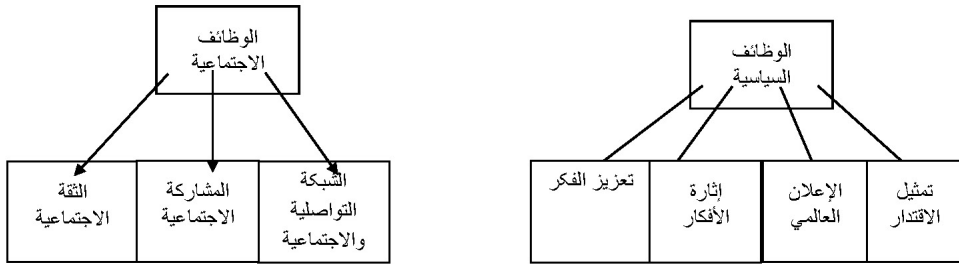 الوظائف
السياسية
تمثيل
الاقتدار
الإعلان
العالمي
إثارة
الأفكار
تعزيز الفكر
الوظائف
الاجتماعية
الشبكة
التواصلية
والاجتماعية
المشاركة
الاجتماعية
الثقة
الاجتماعية